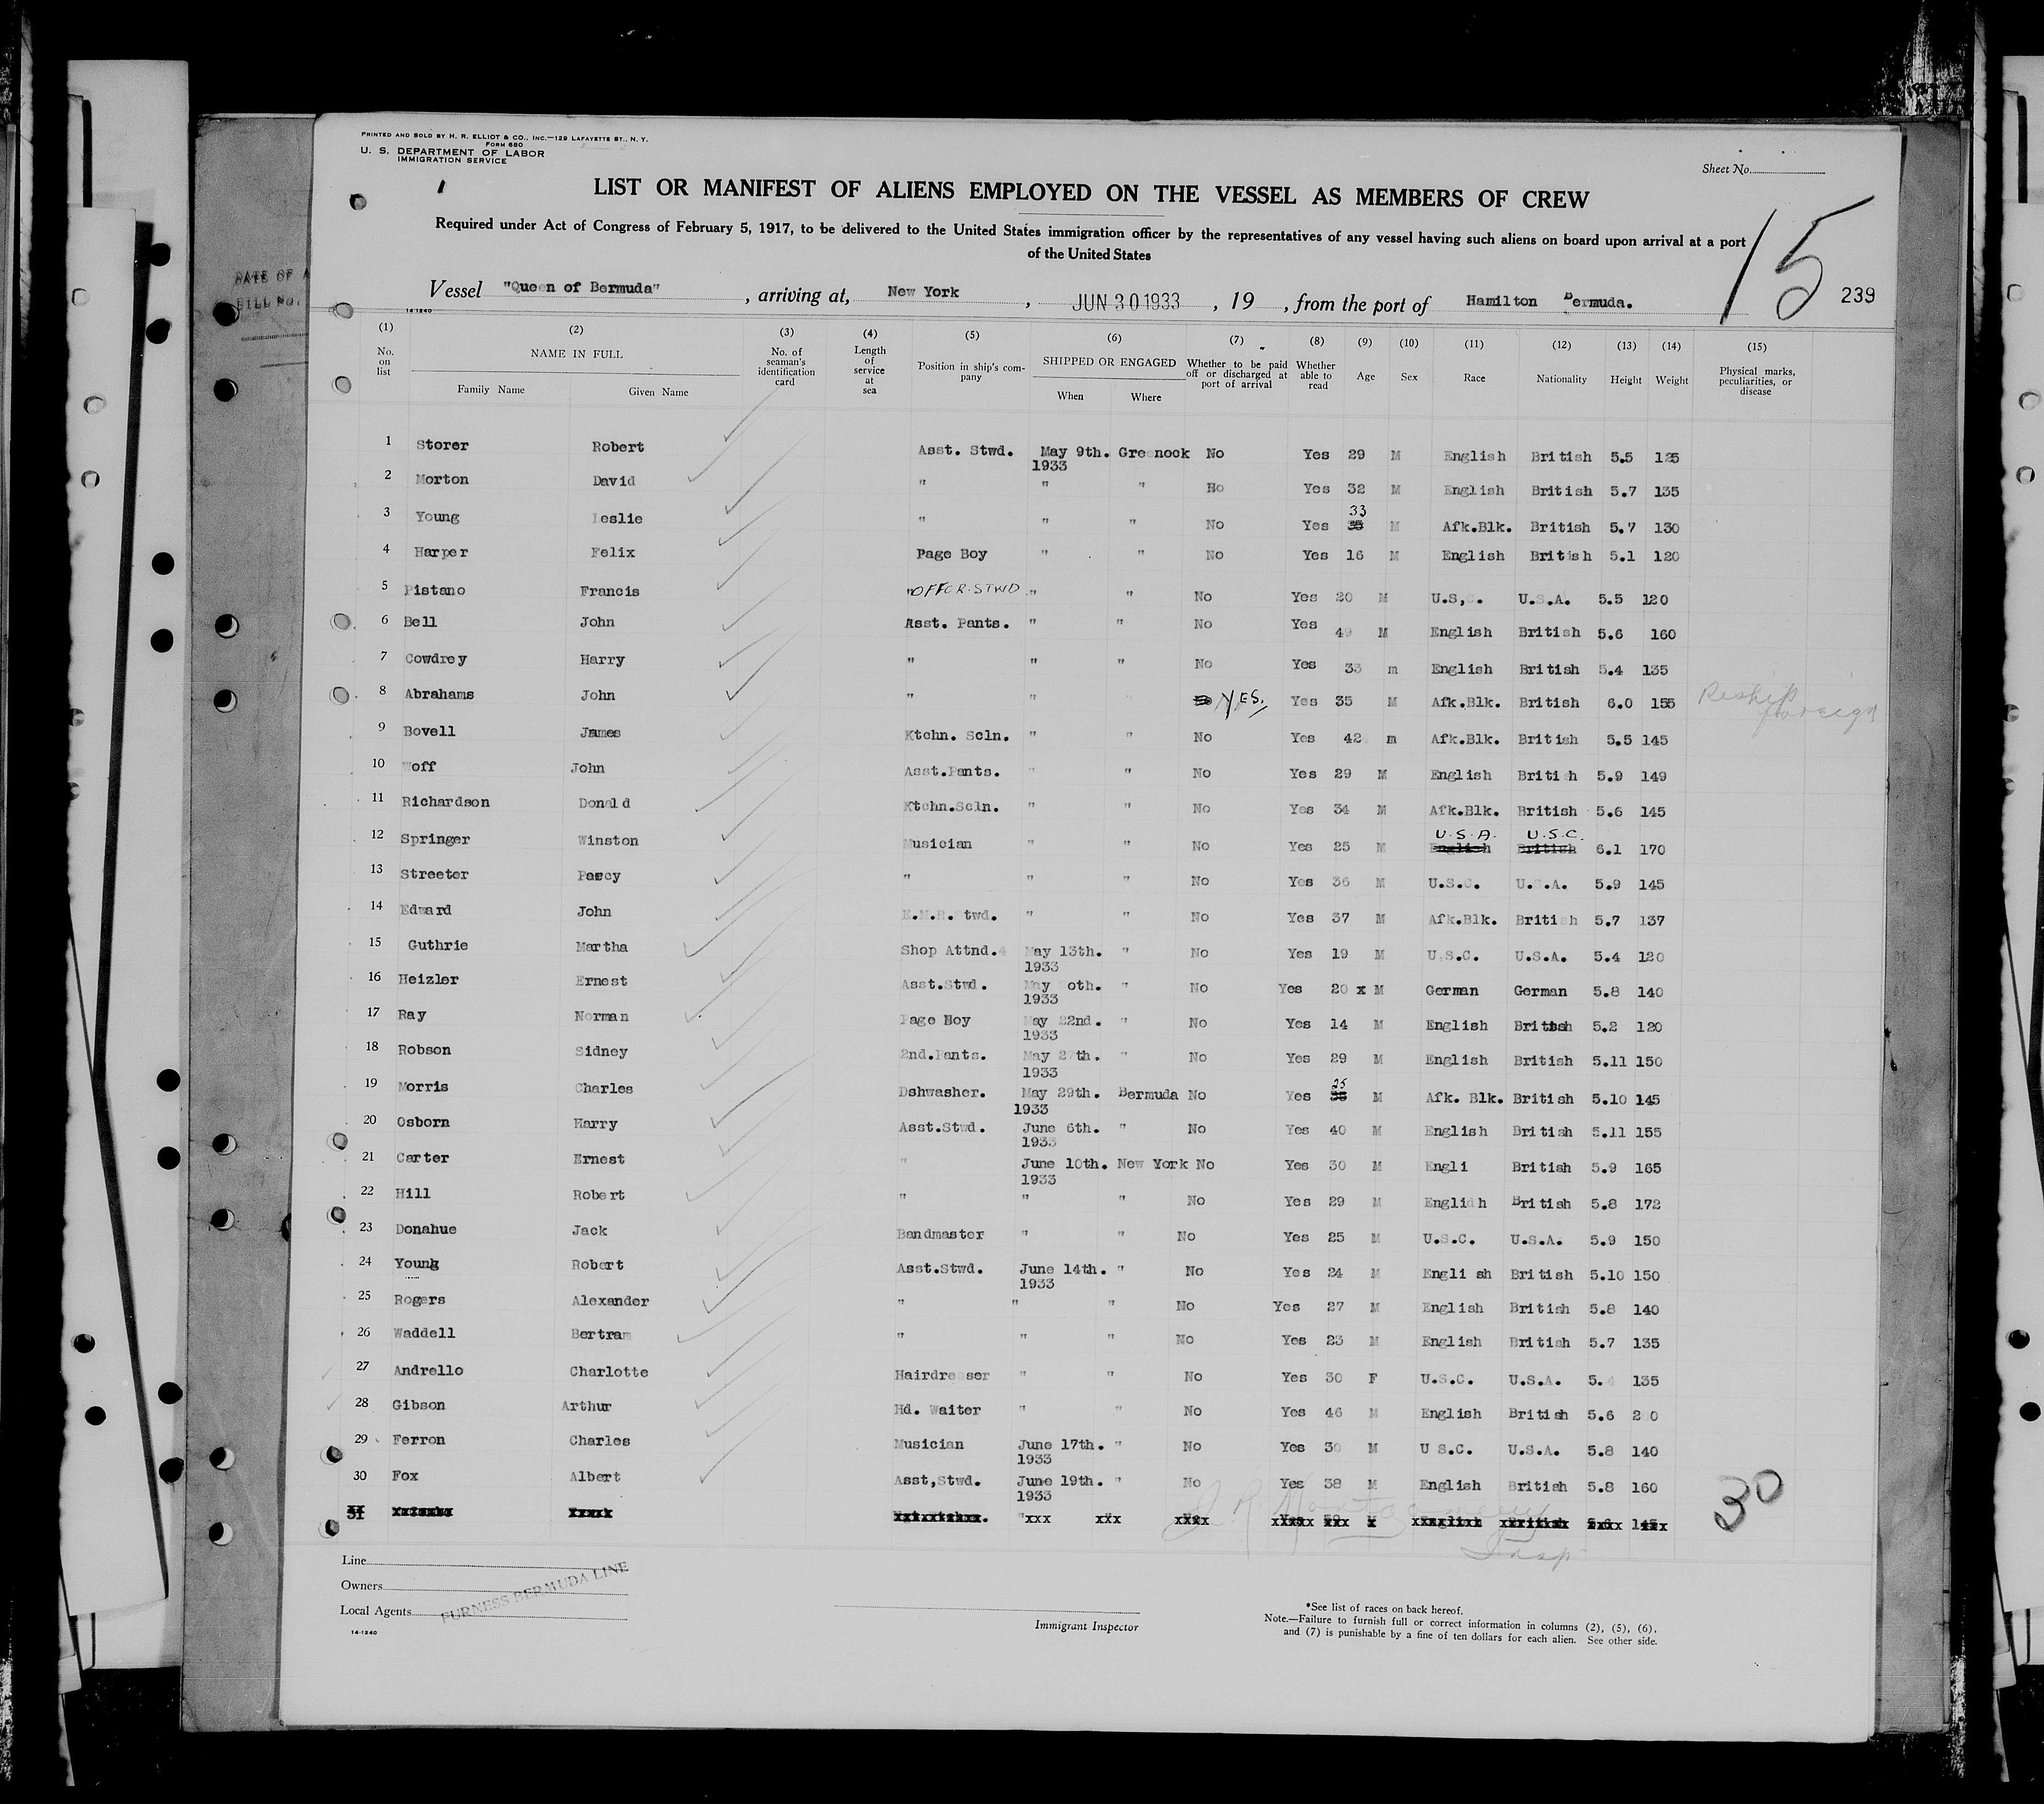 PRINTED AND SOLD BY H. R. ELLIOT & CO., INC.—129 LAFAYETTE ST., N. Y.
FORM 680
U. S. DEPARTMENT OF LABOR
IMMIGRATION SERVICE
Sheet No.
LIST OR MANIFEST OF ALIENS EMPLOYED ON THE VESSEL AS MEMBERS OF CREW
Required under Act of Congress of February 5, 1917, to be delivered to the United States immigration officer by the representatives of any vessel having such aliens on board upon arrival at a port
of the United States
15
239
Vessel "Queen of Bermuda", arriving at, New York, JUN 30 1933, 19, from the port of Hamilton Bermuda.
14-1240
(1) (2) (3) (4) (5) (6) (7) (8) (9) (10) (11) (12) (13) (14) (15)
No. on list NAME IN FULL Family Name Given Name No. of seaman's identification card Length of service at sea Position in ship's company SHIPPED OR ENGAGED When Where Whether to be paid off or discharged at port of arrival Whether able to read Age Sex Race Nationality Height Weight Physical marks, peculiarities, or disease
1 Storer Robert Asst. Stwd. May 9th. 1933 Greenock No Yes 29 M English British 5.5 125
2 Morton David " " " No Yes 32 M English British 5.7 135
3 Young Leslie " " " No Yes 33 M Afk.Blk. British 5.7 130
4 Harper Felix Page Boy " " No Yes 16 M English British 5.1 120
5 Pistano Francis " OFFCR. STWD. " " No Yes 20 M U.S. . U.S.A. 5.5 120
6 Bell John Asst. Pants. " " No Yes 49 M English British 5.6 160
7 Cowdrey Harry " " " No Yes 33 m English British 5.4 135
8 Abrahams John " " " YES. Yes 35 M Afk.Blk. British 6.0 155 Reship foreign
9 Bovell James Ktchn. Scln. " " No Yes 42 m Afk.Blk. British 5.5 145
10 off John Asst.Pants. " " No Yes 29 M English Briti h 5.9 149
11 Richardson Donald Ktchn.Scln. " " No Yes 34 M Afk.Blk. British 5.6 145
12 Springer Winston Musician " " No Yes 25 M U.S.A. English U.S.C. British 6.1 170
13 Streeter Percy " " " No Yes 36 M U.S.C. U.S.A. 5.9 145
14 Edward John E.M.R. twd. " " No Yes 37 M Afk.Blk. British 5.7 137
15 Guthrie Martha Shop Attnd. May 13th. 1933 " No Yes 19 M U.S.C. U.S.A. 5.4 120
16 Heizler Ernest Asst.Stwd. May 0th. 1933 " No Yes 20 x M German German 5.8 140
17 Ray Norman Page Boy May 22nd. 1933 " No Yes 14 M English British 5.2 120
18 Robson Sidney 2nd.Pants. May 27th. 1933 " No Yes 29 M English British 5.11 150
19 Morris Charles Dshwasher. May 29th. 1933 Bermuda No Yes 25 M Afk. Blk. British 5.10 145
20 Osborn Harry Asst.Stwd. June 6th. 1933 " No Yes 40 M English British 5.11 155
21 Carter Ernest " June 10th. 1933 New York No Yes 30 M Engli British 5.9 165
22 Hill Robert " " " No Yes 29 M English British 5.8 172
23 Donahue Jack Bandmaster " " No Yes 25 M U.S.C. U.S.A. 5.9 150
24 Young Robert Asst.Stwd. June 14th. 1933 " No Yes 24 M English British 5.10 150
25 Rogers Alexander " " " No Yes 27 M English British 5.8 140
26 Waddell Bertram " " " No Yes 23 M English British 5.7 135
27 Andrello Charlotte Hairdresser " " No Yes 30 F U.S.C. U.S.A. 5.4 135
28 Gibson Arthur Hd. Waiter " " No Yes 46 M English British 5.6 2 0
29 Ferron Charles Musician June 17th. 1933 " No Yes 30 M U S.C. U.S.A. 5.8 140
30 Fox Albert Asst,Stwd. June 19th. 1933 " No Yes 38 M English British 5.8 160
31
30
Insp
Line
Owners
Local Agents
FURNESS BERMUDA LINE
14-1240
Immigrant Inspector
*See list of races on back hereof.
Note.—Failure to furnish full or correct information in columns (2), (5), (6),
and (7) is punishable by a fine of ten dollars for each alien. See other side.